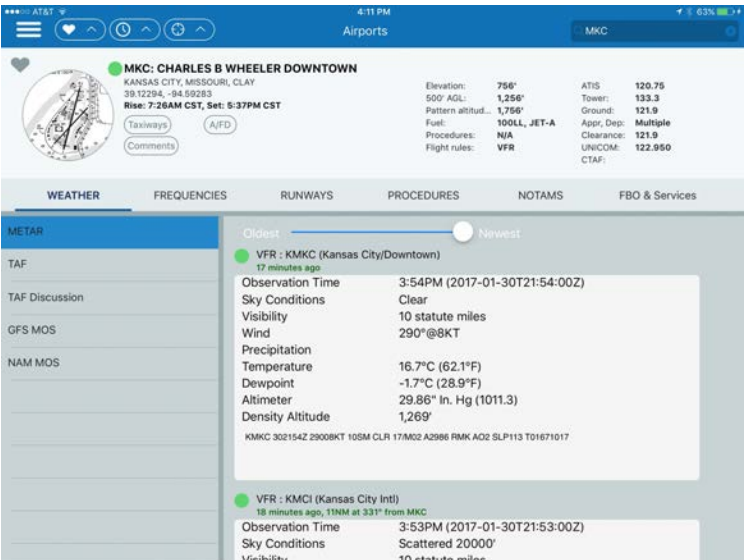 AT&T
4:11 PM
63%
Airports
MKC
MKC: CHARLES B WHEELER DOWNTOWN
KANSAS CITY, MISSOURI, CLAY
39.12294, -94.59283
Rise: 7:26AM CST, Set: 5:37PM CST
Taxiways
A/FD
Comments
Elevation: 756'
500' AGL: 1,256'
Pattern altitud... 1,756'
Fuel: 100LL, JET-A
Procedures: N/A
Flight rules: VFR
ATIS 120.75
Tower: 133.3
Ground: 121.9
Appr, Dep: Multiple
Clearance: 121.9
UNICOM: 122.950
CTAF:
WEATHER FREQUENCIES RUNWAYS PROCEDURES NOTAMS FBO & Services
METAR
TAF
TAF Discussion
GFS MOS
NAM MOS
Oldest Newest
VFR : KMKC (Kansas City/Downtown)
17 minutes ago
Observation Time 3:54PM (2017-01-30T21:54:00Z)
Sky Conditions Clear
Visibility 10 statute miles
Wind 290°@8KT
Precipitation
Temperature 16.7°C (62.1°F)
Dewpoint -1.7°C (28.9°F)
Altimeter 29.86" In. Hg (1011.3)
Density Altitude 1,269'
KMKC 302154Z 29008KT 10SM CLR 17/M02 A2986 RMK AO2 SLP113 T01671017
VFR : KMCI (Kansas City Intl)
18 minutes ago, 11NM at 331° from MKC
Observation Time 3:53PM (2017-01-30T21:53:00Z)
Sky Conditions Scattered 20000'
Visibility 10 statute miles